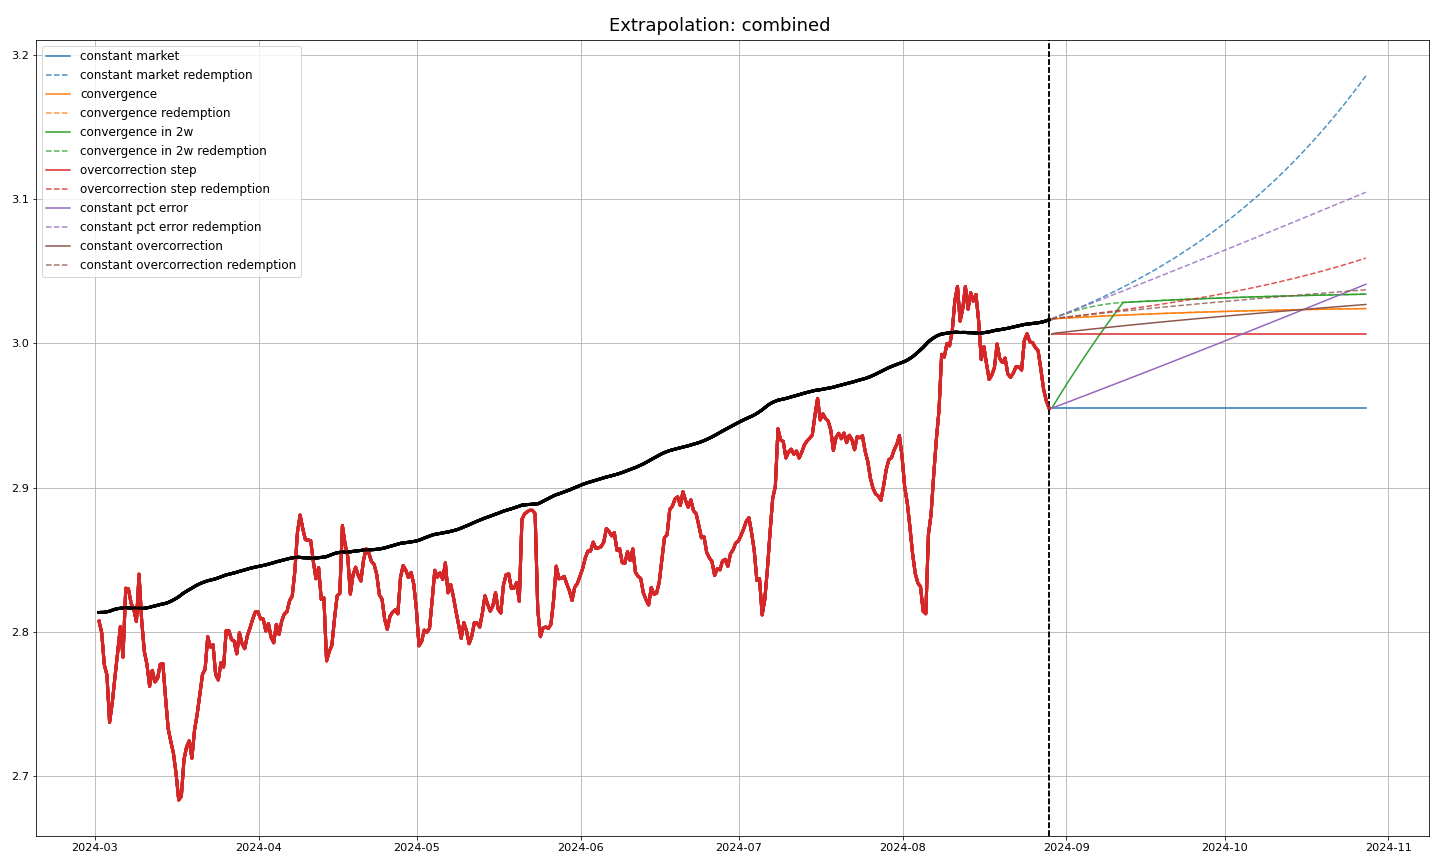 Extrapolation: combined
constant market
constant market redemption
convergence
convergence redemption
convergence in 2w
convergence in 2w redemption
overcorrection step
overcorrection step redemption
constant pct error
constant pct error redemption
constant overcorrection
constant overcorrection redemption
3.2
3.1
3.0
2.9
2.8
2.7
2024-03 2024-04 2024-05 2024-06 2024-07 2024-08 2024-09 2024-10 2024-11